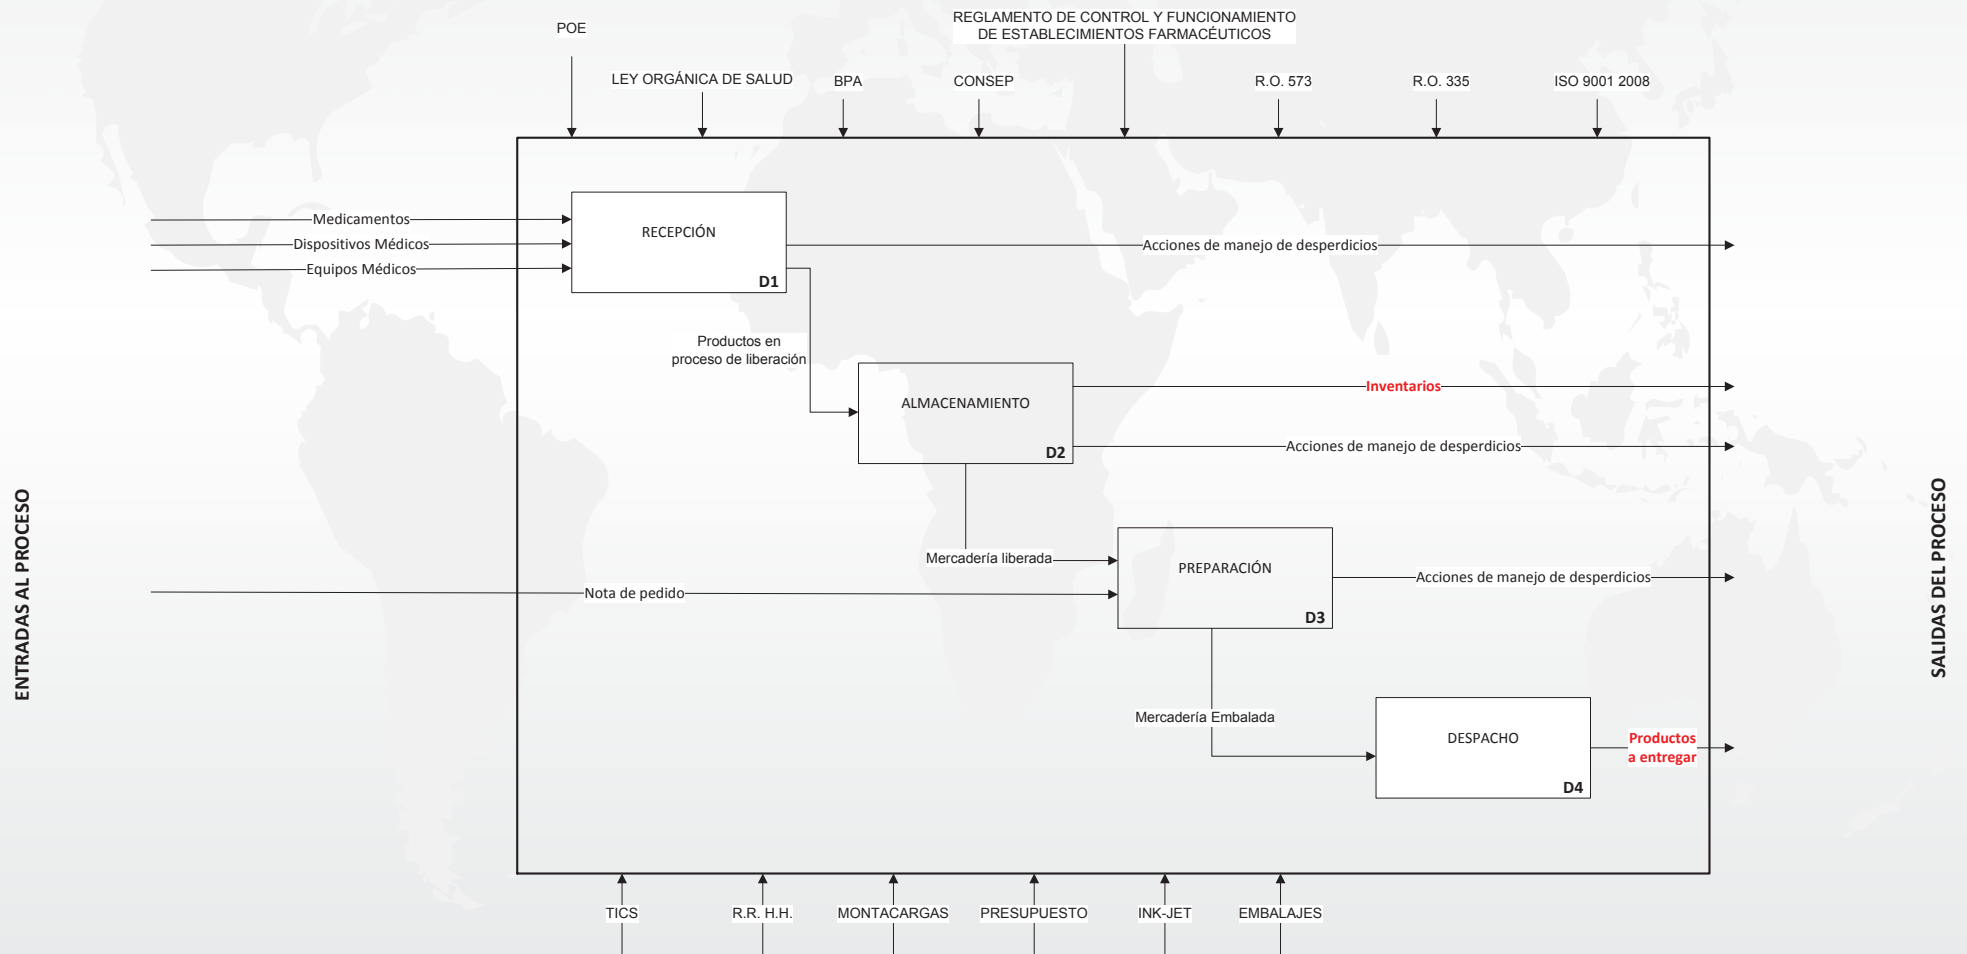 REGLAMENTO DE CONTROL Y FUNCIONAMIENTO
DE ESTABLECIMIENTOS FARMACÉUTICOS
POE
LEY ORGÁNICA DE SALUD
BPA
CONSEP
R.O. 573
R.O. 335
ISO 9001 2008
Medicamentos
Dispositivos Médicos
Equipos Médicos
RECEPCIÓN
D1
Acciones de manejo de desperdicios
Productos en
proceso de liberación
ALMACENAMIENTO
D2
Inventarios
Acciones de manejo de desperdicios
ENTRADAS AL PROCESO
SALIDAS DEL PROCESO
Mercadería liberada
Nota de pedido
PREPARACIÓN
D3
Acciones de manejo de desperdicios
Mercadería Embalada
DESPACHO
D4
Productos
a entregar
TICS
R.R. H.H.
MONTACARGAS
PRESUPUESTO
INK-JET
EMBALAJES